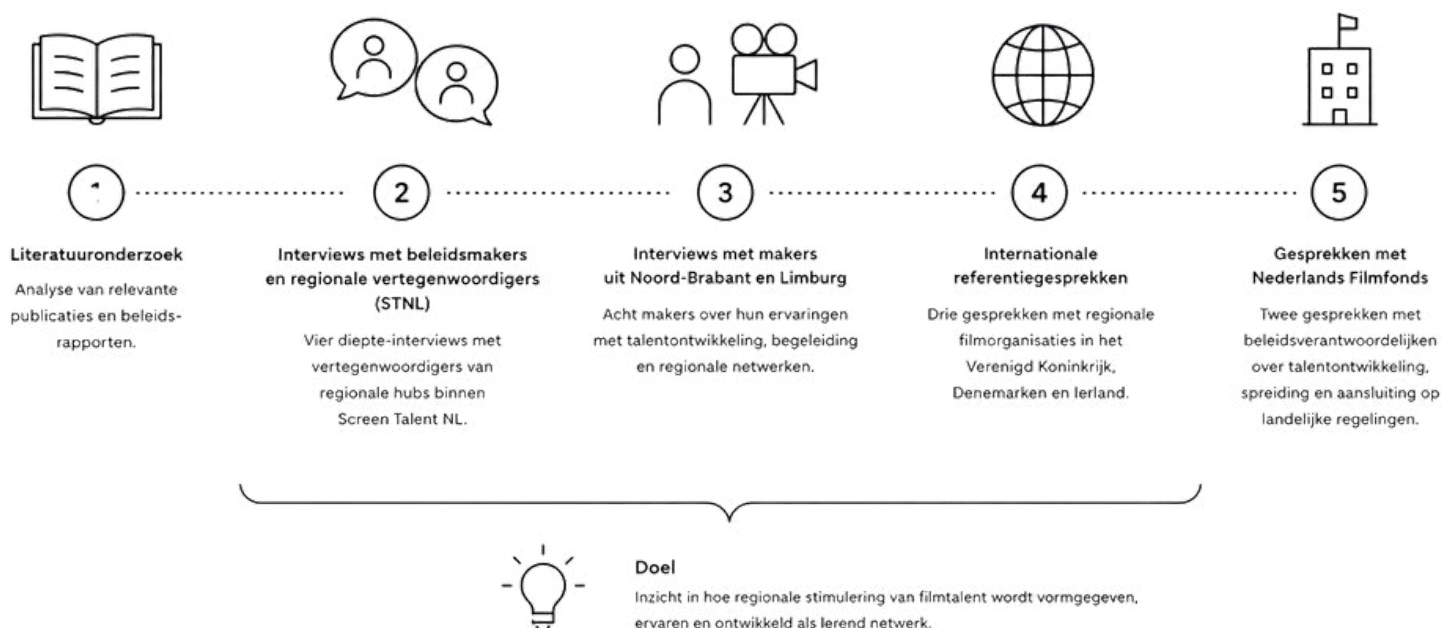 2
3
4
5
Literatuuronderzoek
Analyse van relevante
publicaties en beleids-
rapporten.
Interviews met beleidsmakers
en regionale vertegenwoordigers
(STNL)
Vier diepte-interviews met
vertegenwoordigers van
regionale hubs binnen
Screen Talent NL.
Interviews met makers
uit Noord-Brabant en Limburg
Acht makers over hun ervaringen
met talentontwikkeling, begeleiding
en regionale netwerken.
Internationale
referentiegesprekken
Drie gesprekken met regionale
filmorganisaties in het
Verenigd Koninkrijk,
Denemarken en Ierland.
Gesprekken met
Nederlands Filmfonds
Twee gesprekken met
beleidsverantwoordelijken
over talentontwikkeling,
spreiding en aansluiting op
landelijke regelingen.
Doel
Inzicht in hoe regionale stimulering van filmtalent wordt vormgegeven,
ervaren en ontwikkeld als lerend netwerk.